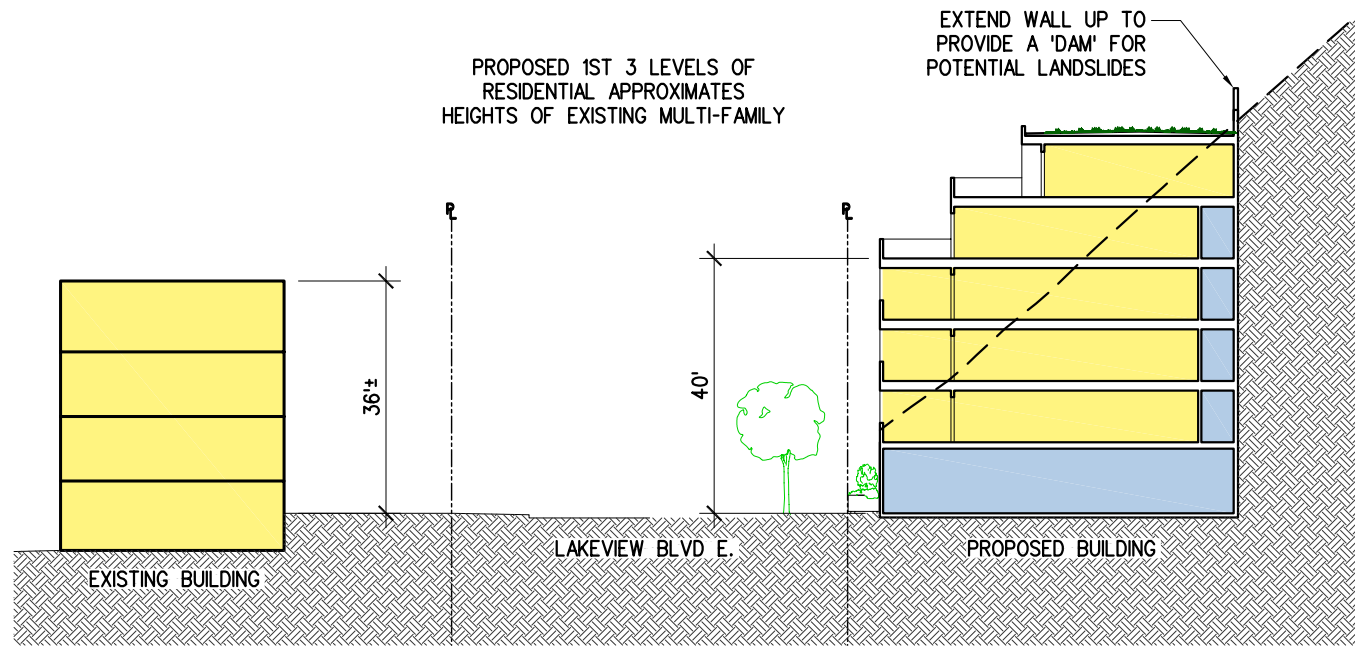 EXTEND WALL UP TO
PROVIDE A 'DAM' FOR
POTENTIAL LANDSLIDES
PROPOSED 1ST 3 LEVELS OF
RESIDENTIAL APPROXIMATES
HEIGHTS OF EXISTING MULTI-FAMILY
PL
PL
36'±
40'
LAKEVIEW BLVD E.
PROPOSED BUILDING
EXISTING BUILDING